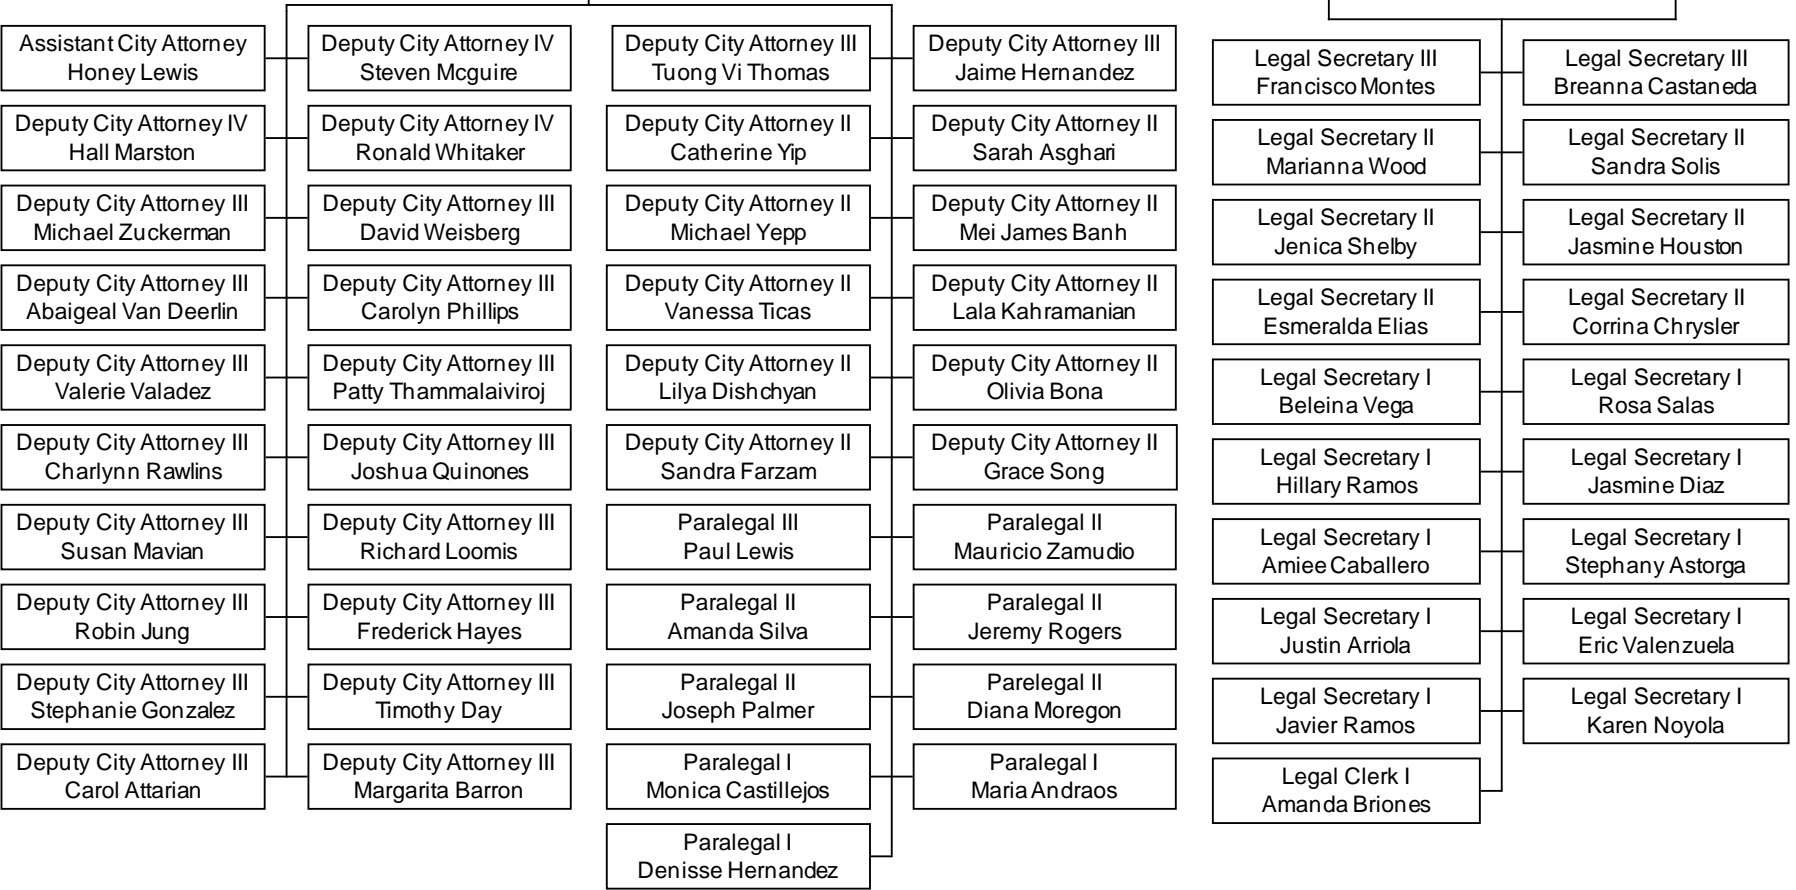 Assistant City Attorney
Honey Lewis
Deputy City Attorney IV
Steven Mcguire
Deputy City Attorney IV
Hall Marston
Deputy City Attorney IV
Ronald Whitaker
Deputy City Attorney III
Michael Zuckerman
Deputy City Attorney III
David Weisberg
Deputy City Attorney III
Abaigeal Van Deerlin
Deputy City Attorney III
Carolyn Phillips
Deputy City Attorney III
Valerie Valadez
Deputy City Attorney III
Patty Thammalaiviroj
Deputy City Attorney III
Charlynn Rawlins
Deputy City Attorney III
Joshua Quinones
Deputy City Attorney III
Susan Mavian
Deputy City Attorney III
Richard Loomis
Deputy City Attorney III
Robin Jung
Deputy City Attorney III
Frederick Hayes
Deputy City Attorney III
Stephanie Gonzalez
Deputy City Attorney III
Timothy Day
Deputy City Attorney III
Carol Attarian
Deputy City Attorney III
Margarita Barron
Deputy City Attorney III
Tuong Vi Thomas
Deputy City Attorney III
Jaime Hernandez
Deputy City Attorney II
Catherine Yip
Deputy City Attorney II
Sarah Asghari
Deputy City Attorney II
Michael Yepp
Deputy City Attorney II
Mei James Banh
Deputy City Attorney II
Vanessa Ticas
Deputy City Attorney II
Lala Kahramanian
Deputy City Attorney II
Lilya Dishchyan
Deputy City Attorney II
Olivia Bona
Deputy City Attorney II
Sandra Farzam
Deputy City Attorney II
Grace Song
Paralegal III
Paul Lewis
Paralegal II
Mauricio Zamudio
Paralegal II
Amanda Silva
Paralegal II
Jeremy Rogers
Paralegal II
Joseph Palmer
Parelegal II
Diana Moregon
Paralegal I
Monica Castillejos
Paralegal I
Maria Andraos
Paralegal I
Denisse Hernandez
Legal Secretary III
Francisco Montes
Legal Secretary III
Breanna Castaneda
Legal Secretary II
Marianna Wood
Legal Secretary II
Sandra Solis
Legal Secretary II
Jenica Shelby
Legal Secretary II
Jasmine Houston
Legal Secretary II
Esmeralda Elias
Legal Secretary II
Corrina Chrysler
Legal Secretary I
Beleina Vega
Legal Secretary I
Rosa Salas
Legal Secretary I
Hillary Ramos
Legal Secretary I
Jasmine Diaz
Legal Secretary I
Amiee Caballero
Legal Secretary I
Stephany Astorga
Legal Secretary I
Justin Arriola
Legal Secretary I
Eric Valenzuela
Legal Secretary I
Javier Ramos
Legal Secretary I
Karen Noyola
Legal Clerk I
Amanda Briones